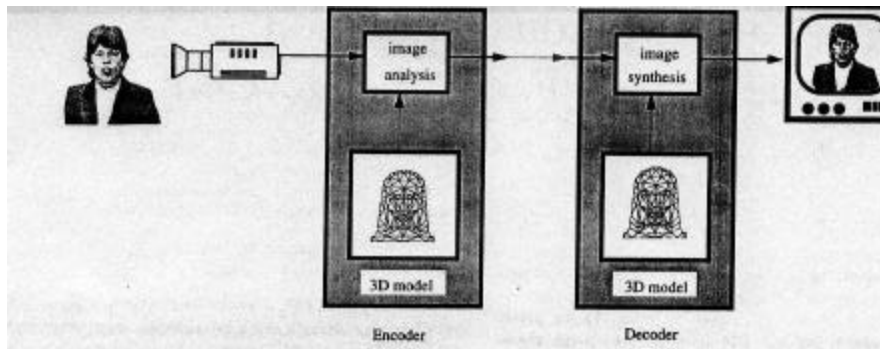 image
analysis
image
synthesis
3D model
3D model
Encoder
Decoder